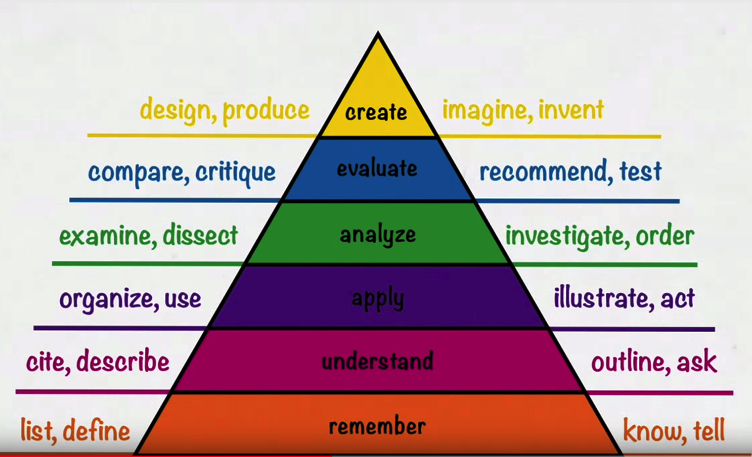 design, produce create imagine, invent
compare, critique evaluate recommend, test
examine, dissect analyze investigate, order
organize, use apply illustrate, act
cite, describe understand outline, ask
list, define remember know, tell